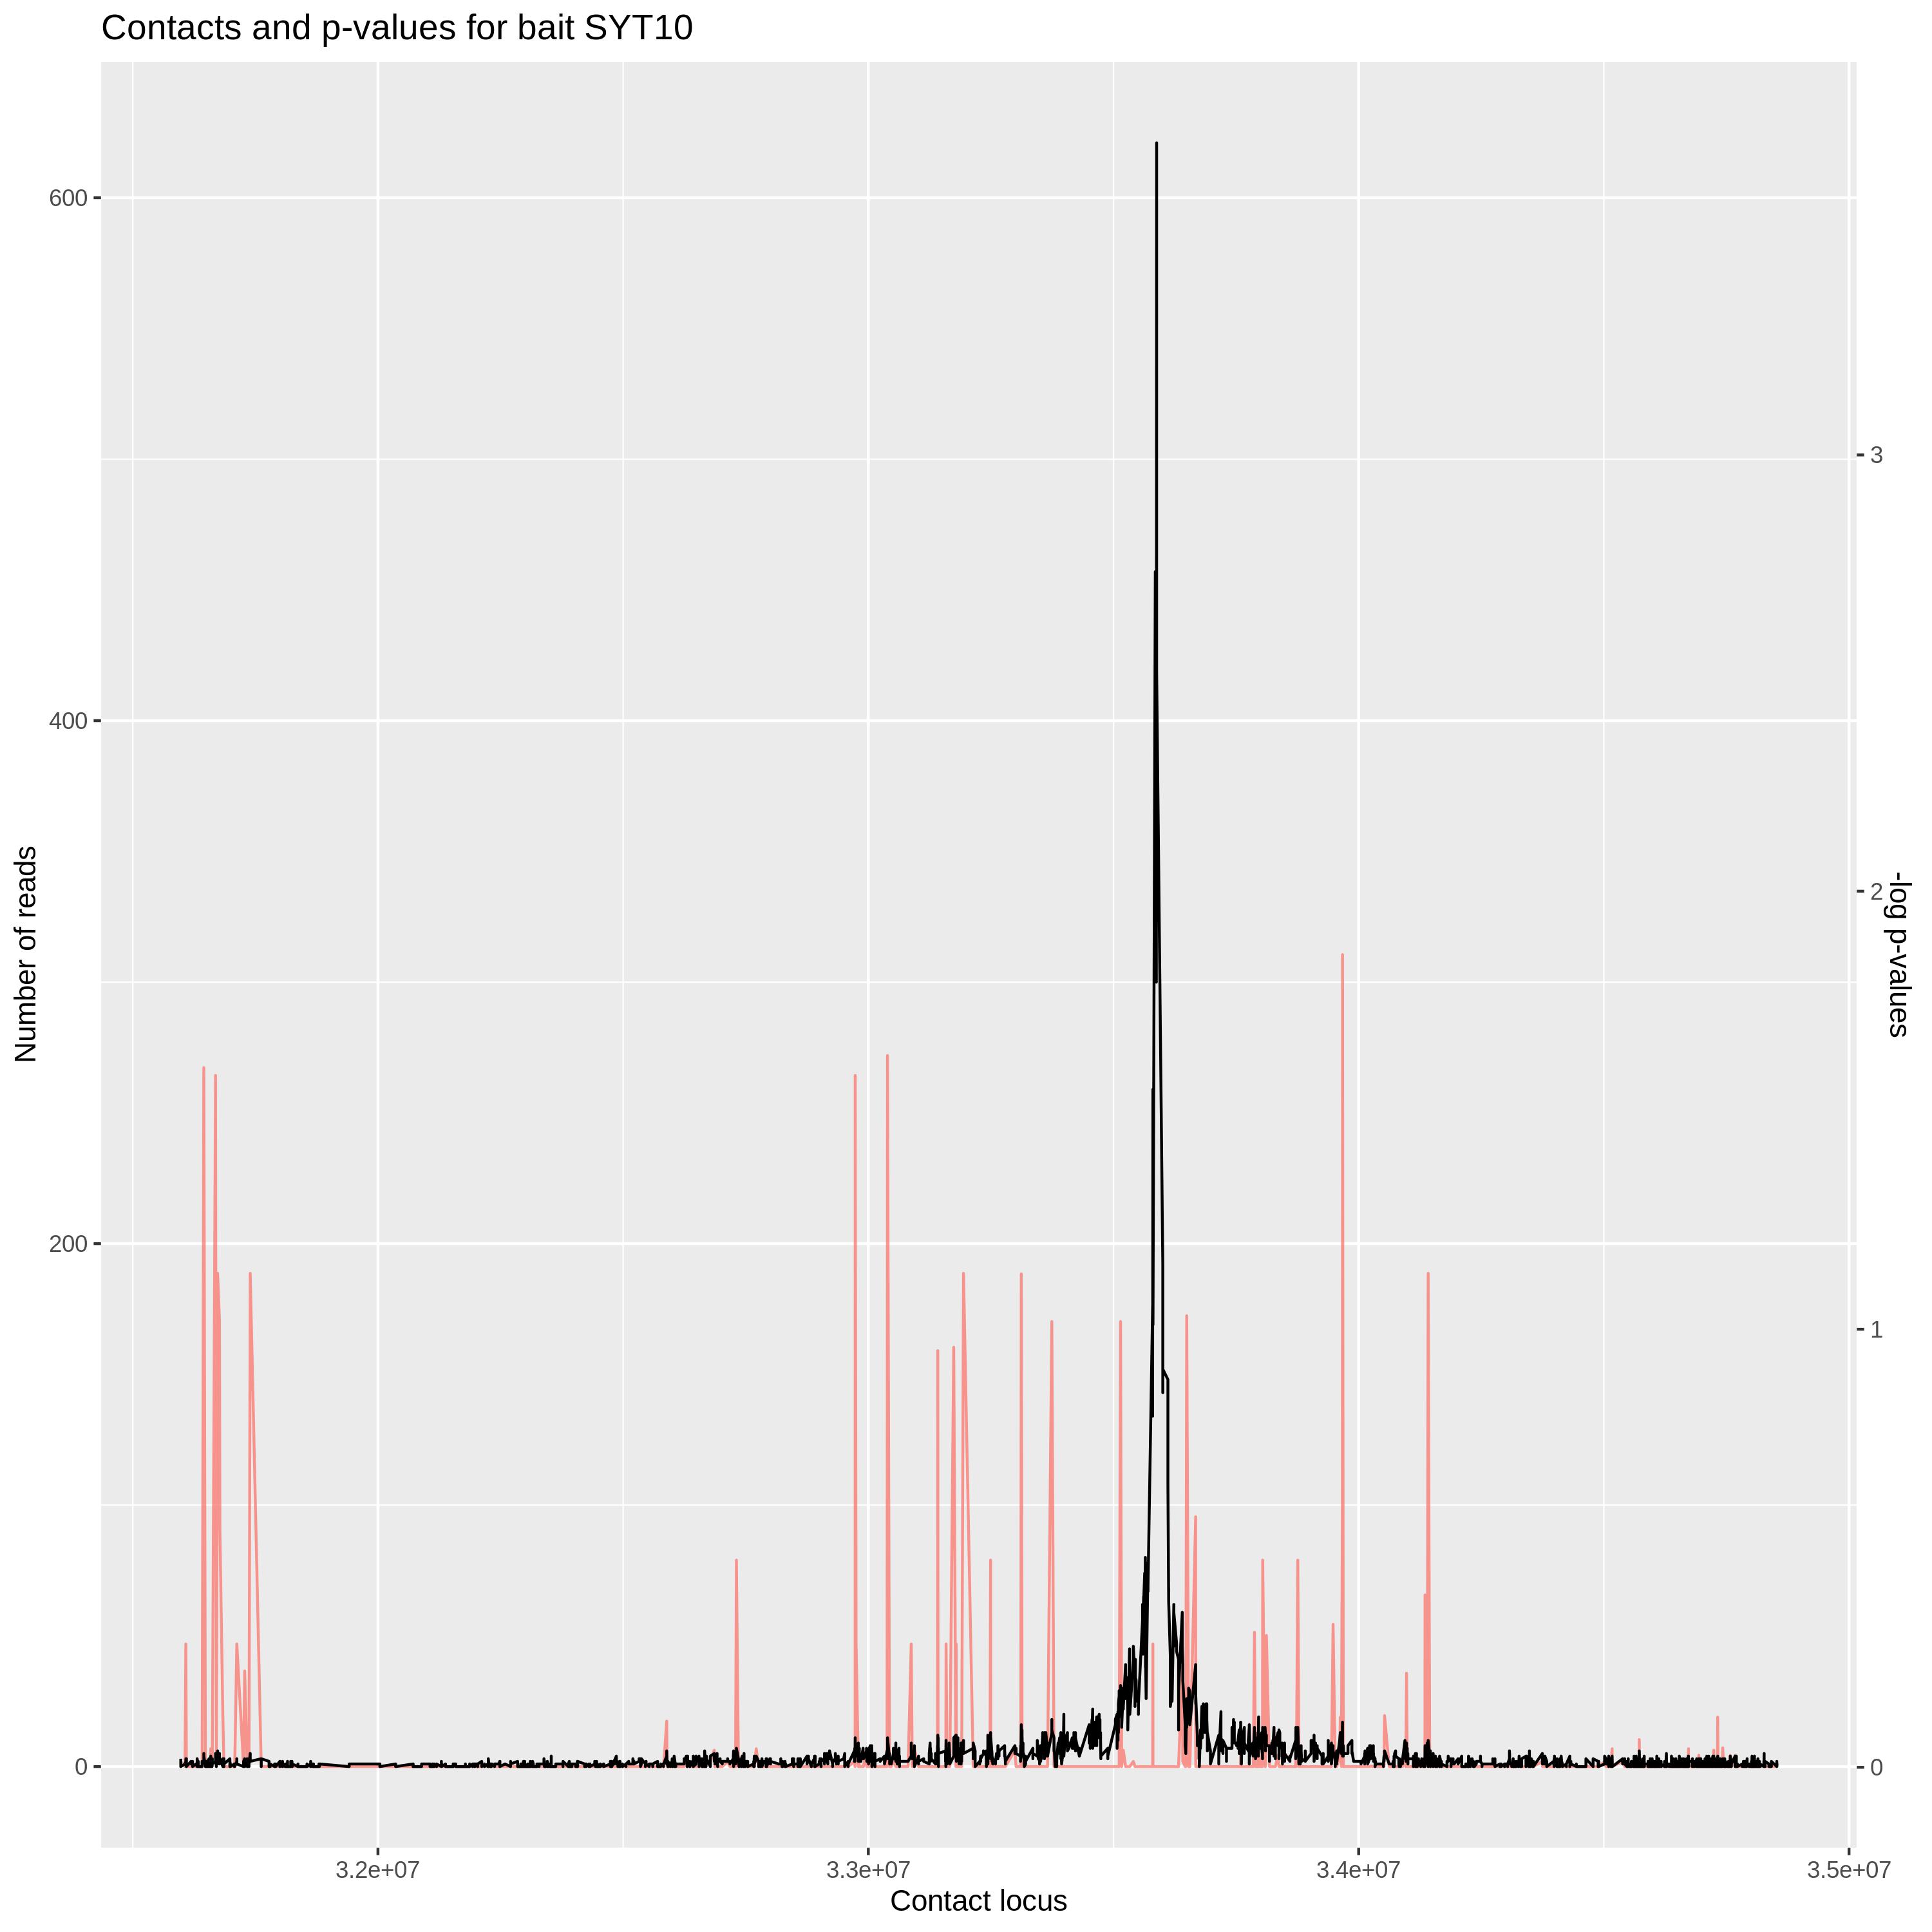 Contacts and p-values for bait SYT10
600
400
200
0
Number of reads
3
2
1
0
-log p-values
3.2e+07
3.3e+07
3.4e+07
3.5e+07
Contact locus